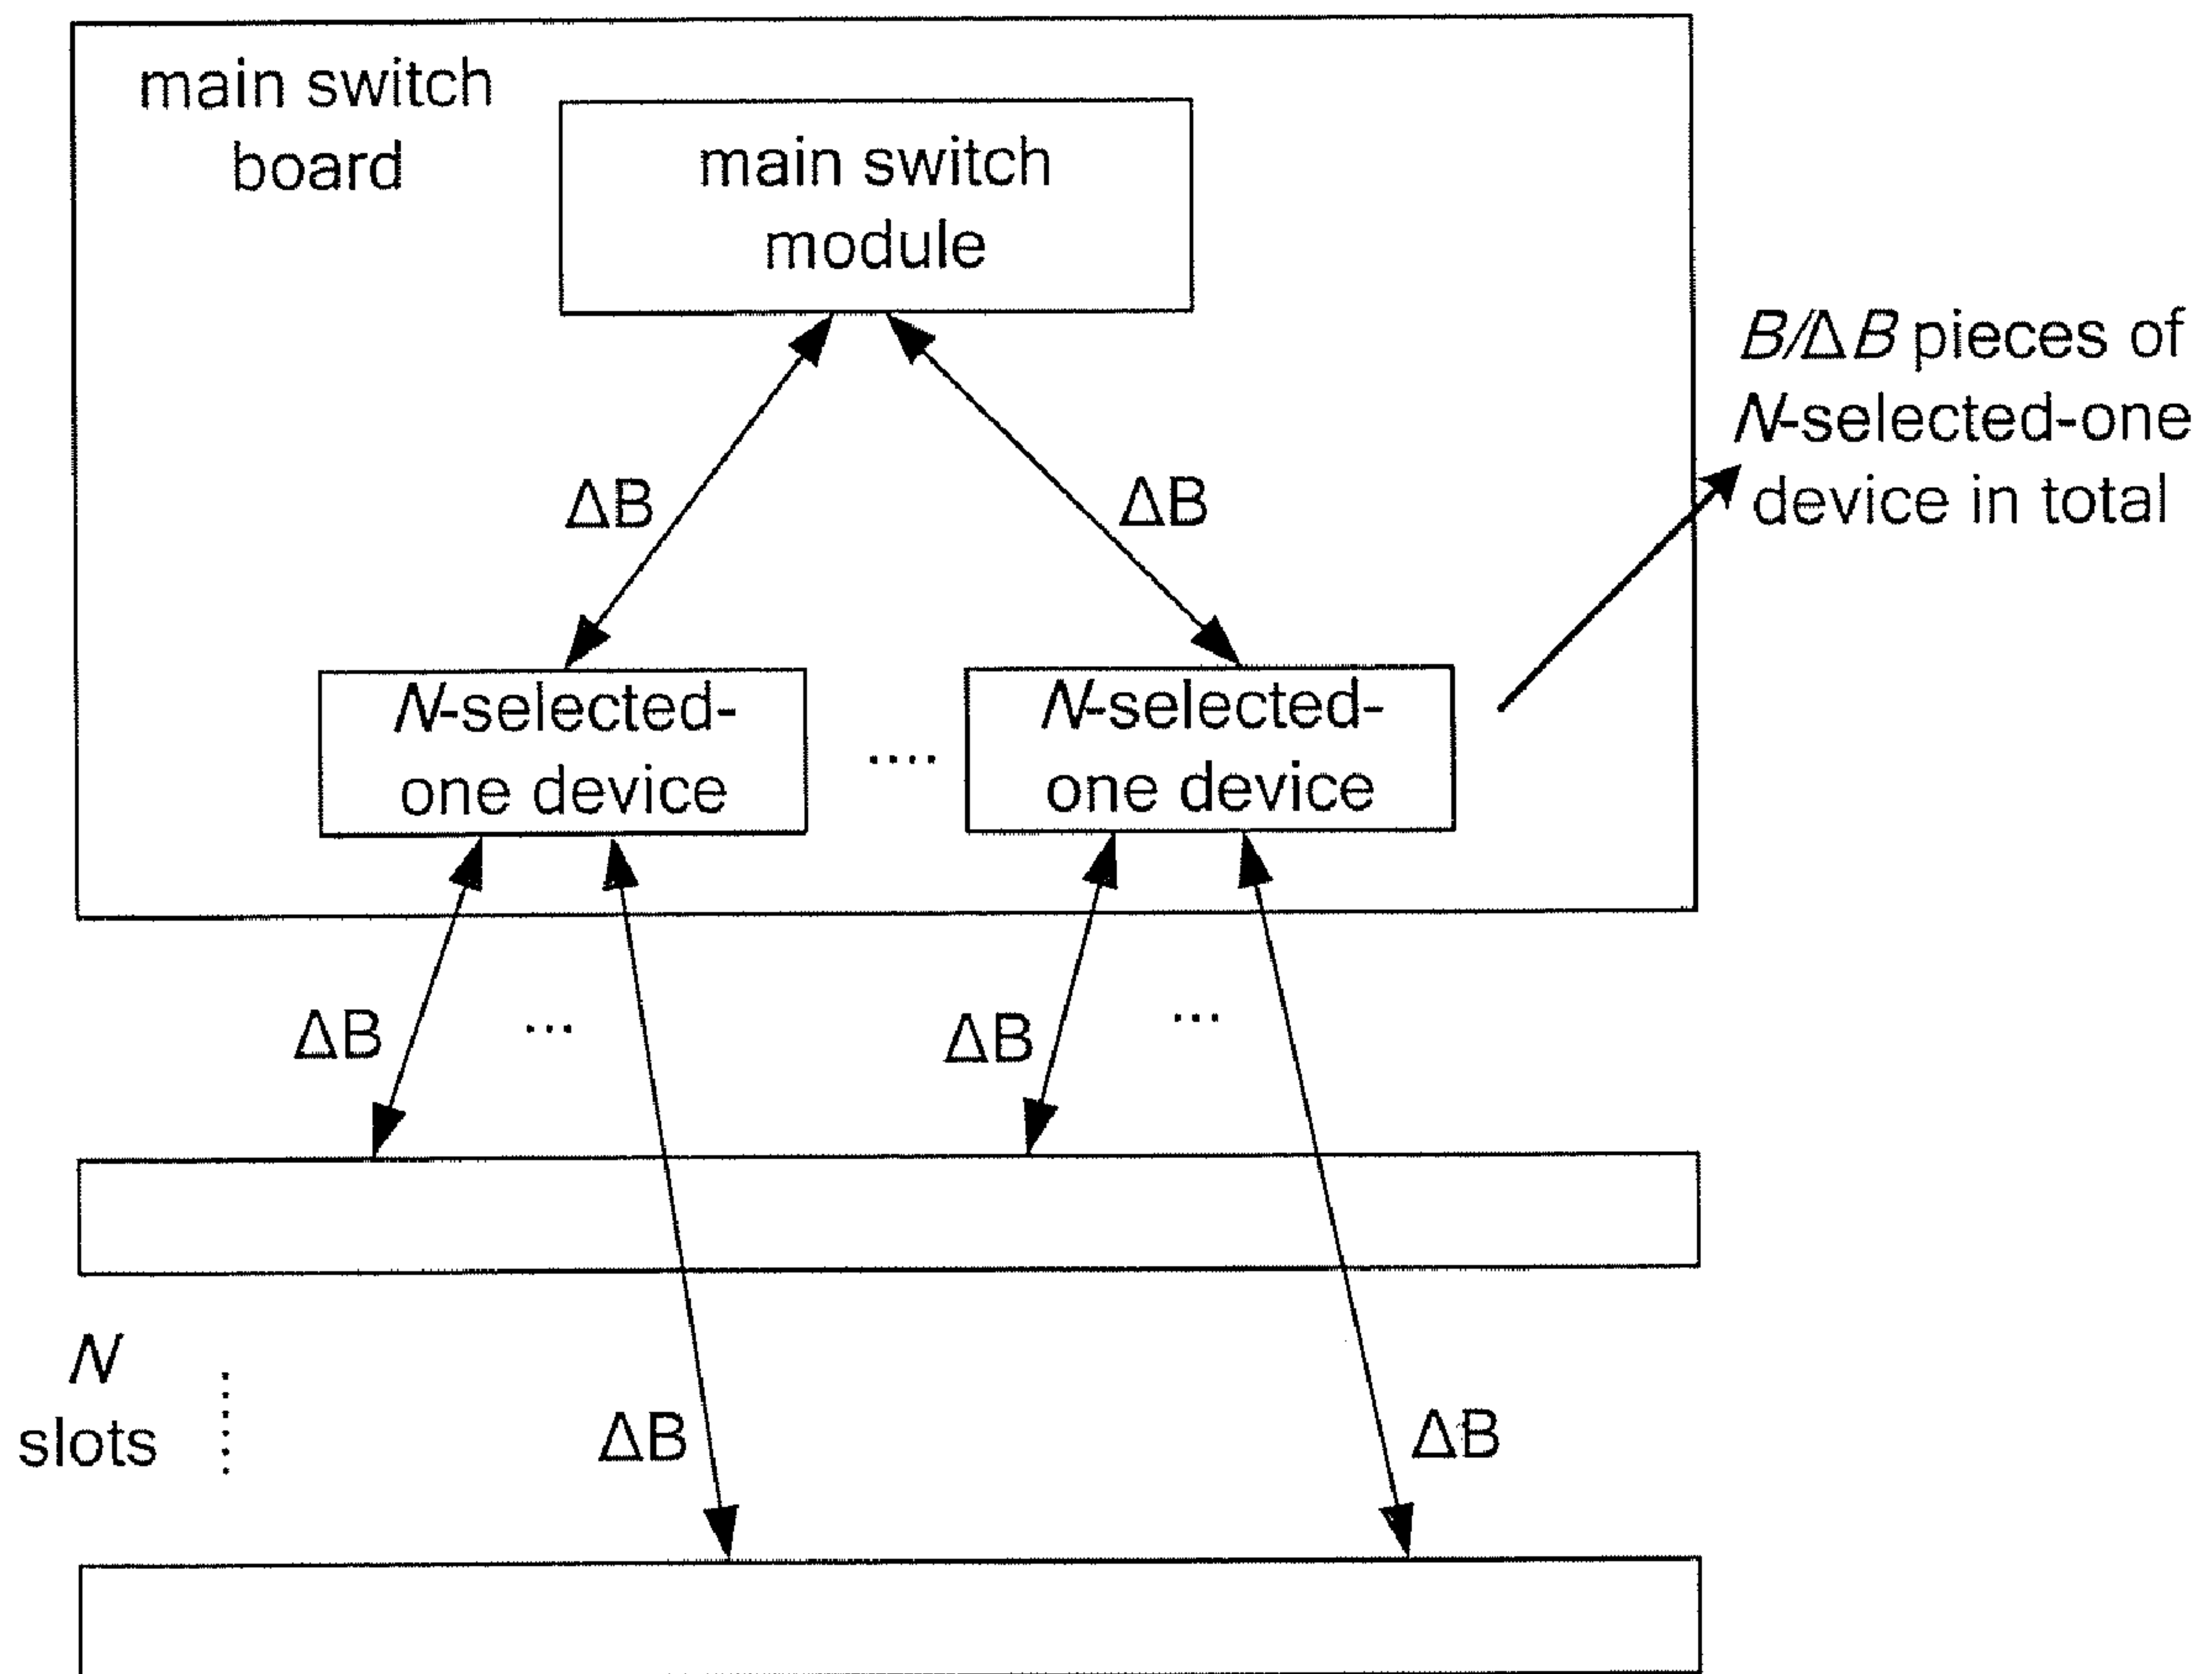 main switch
board
main switch
module
B/ΔB pieces of
N-selected-one
device in total
ΔB
ΔB
N-selected-
one device
....
N-selected-
one device
ΔB
...
ΔB
...
N
slots
ΔB
ΔB